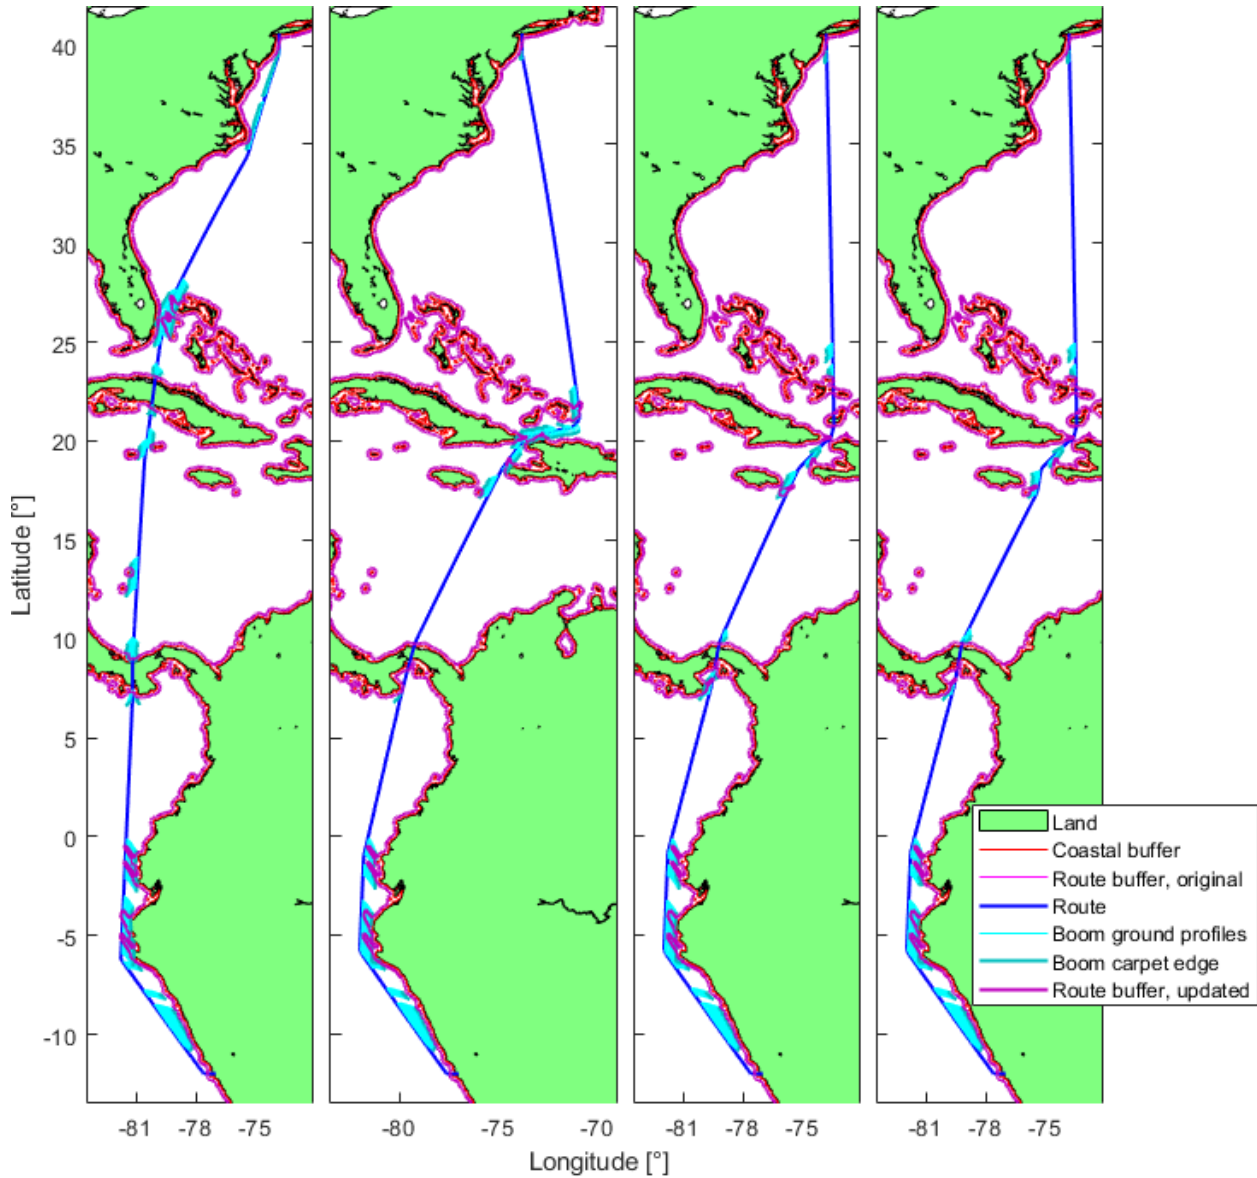 40
35
30
25
20
15
10
5
0
-5
-10
Latitude [°]
-81 -78 -75
-80 -75 -70
-81 -78 -75
-81 -78 -75
Longitude [°]
Land
Coastal buffer
Route buffer, original
Route
Boom ground profiles
Boom carpet edge
Route buffer, updated